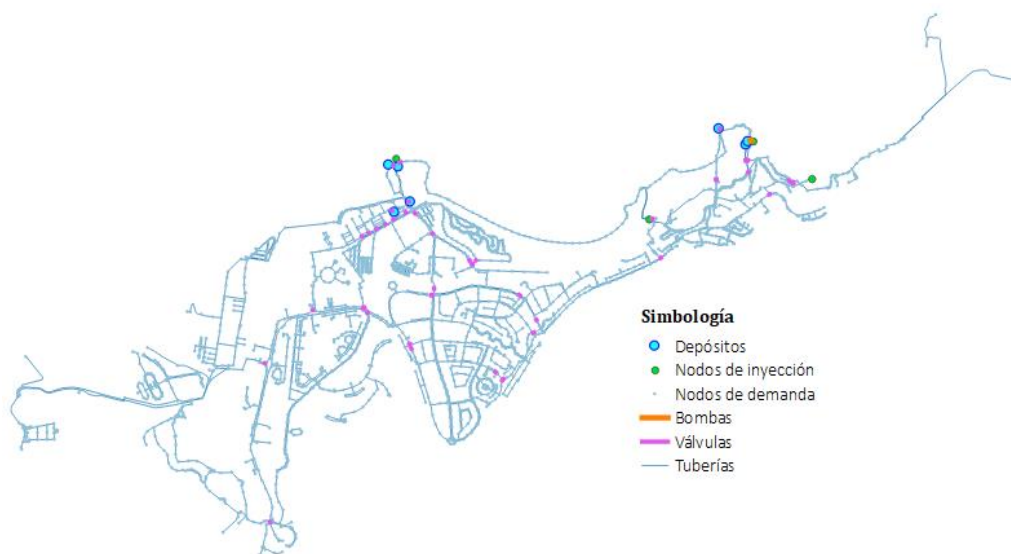 Simbología
Depósitos
Nodos de inyección
Nodos de demanda
Bombas
Válvulas
Tuberías